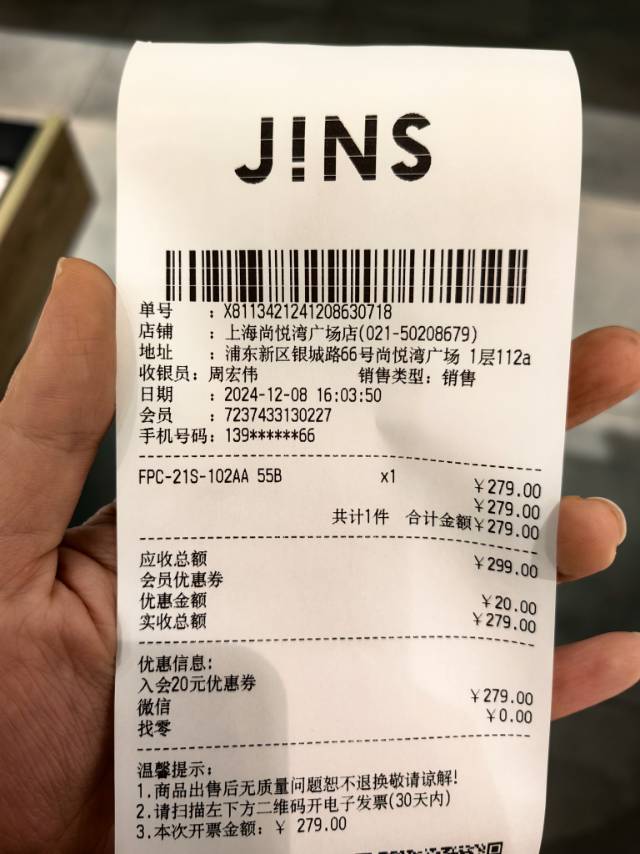 JINS
单号 : X8113421241208630718
店铺 : 上海尚悦湾广场店(021-50208679)
地址 : 浦东新区银城路66号尚悦湾广场 1层112a
收银员: 周宏伟 销售类型: 销售
日期 : 2024-12-08 16:03:50
会员 : 7237433130227
手机号码: 139******66
FPC-21S-102AA 55B x1 ¥279.00
¥279.00
共计1件 合计金额¥279.00
应收总额 ¥299.00
会员优惠券
优惠金额 ¥20.00
实收总额 ¥279.00
优惠信息:
入会20元优惠券
微信 ¥279.00
找零 ¥0.00
温馨提示:
1.商品出售后无质量问题恕不退换敬请谅解!
2.请扫描左下方二维码开电子发票(30天内)
3.本次开票金额: ¥ 279.00